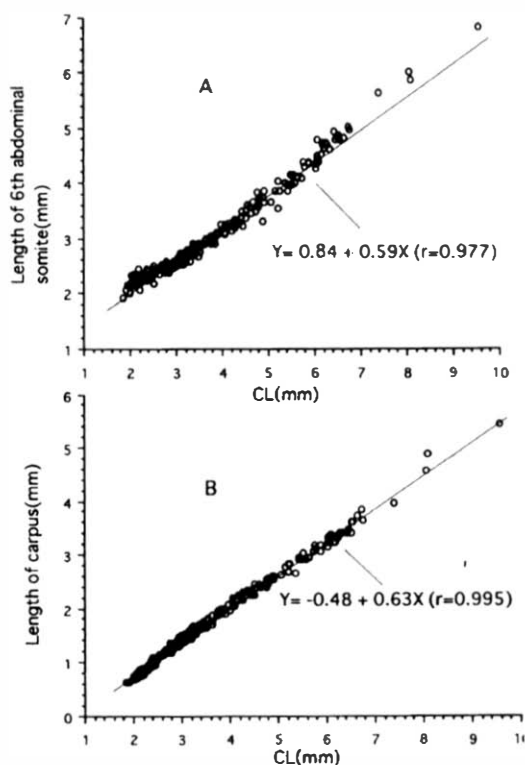 7
A
6
5
4
3
2
1
Length of 6th abdominal
somite(mm)
Y= 0.84 + 0.59X (r=0.977)
1 2 3 4 5 6 7 8 9 10
CL(mm)
6
B
5
4
3
2
1
0
Length of carpus(mm)
Y= -0.48 + 0.63X (r=0.995)
1 2 3 4 5 6 7 8 9 10
CL(mm)